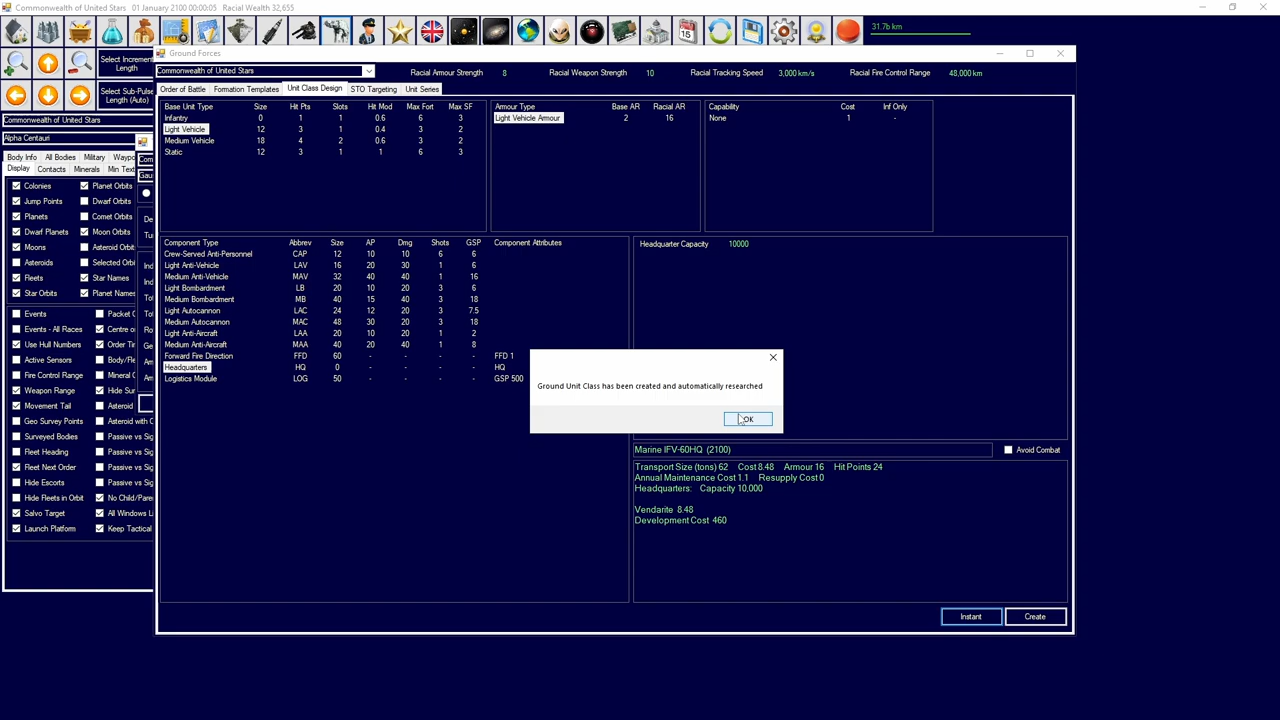 Commonwealth of United Stars   01 January 2100 00:00:05   Racial Wealth 32,655
31.7b km
Select Increment Length
Select Sub-Pulse Length (Auto)
Commonwealth of United Stars
Alpha Centauri
Body Info All Bodies Military
Display Contacts Minerals
Colonies Planet Orbits
Jump Points Dwarf Orbits
Planets Comet Orbits
Dwarf Planets Moon Orbits
Moons Asteroid Orbit
Asteroids Selected Orbi
Fleets Star Names
Star Orbits Planet Names
Events
Events - All Races Centre o
Use Hull Numbers
Active Sensors
Fire Control Range Mineral
Weapon Range
Movement Tail Asteroid
Geo Survey Points Asteroid with
Surveyed Bodies Passive vs Sig
Fleet Heading Passive vs Sig
Fleet Next Order Passive vs Sig
Hide Escorts Passive vs Sig
Hide Fleets in Orbit No Child/Paren
Salvo Target All Windows
Launch Platform Keep Tactical
Ground Forces
Commonwealth of United Stars
Racial Armour Strength 8 Racial Weapon Strength 10 Racial Tracking Speed 3,000 km/s Racial Fire Control Range 48,000 km
Order of Battle Formation Templates Unit Class Design STO Targeting Unit Series
Base Unit Type Size Hit Pts Slots Hit Mod Max Fort Max SF
Infantry 0 1 1 0.6 6 3
Light Vehicle 12 3 1 0.4 3 2
Medium Vehicle 18 4 2 0.6 3 2
Static 12 3 1 1 6 3
Armour Type Base AR Racial AR
Light Vehicle Armour 2 16
Capability Cost Inf Only
None 1 -
Component Type Abbrev Size AP Dmg Shots GSP Component Attributes
Crew-Served Anti-Personnel CAP 12 10 10 6 6
Light Anti-Vehicle LAV 16 20 30 1 6
Medium Anti-Vehicle MAV 32 40 40 1 16
Light Bombardment LB 20 10 20 3 6
Medium Bombardment MB 40 15 40 3 18
Light Autocannon LAC 24 12 20 3 7.5
Medium Autocannon MAC 48 30 20 3 18
Light Anti-Aircraft LAA 20 10 20 1 2
Medium Anti-Aircraft MAA 40 20 40 1 8
Forward Fire Direction FFD 60 - - - FFD 1
Headquarters HQ 0 - - - HQ
Logistics Module LOG 50 - - - GSP 500
Headquarter Capacity 10000
Ground Unit Class has been created and automatically researched
OK
Marine IFV-60HQ (2100)
Avoid Combat
Transport Size (tons) 62 Cost 8.48 Armour 16 Hit Points 24
Annual Maintenance Cost 1.1 Resupply Cost 0
Headquarters: Capacity 10,000
Vendarite 8.48
Development Cost 460
Instant Create